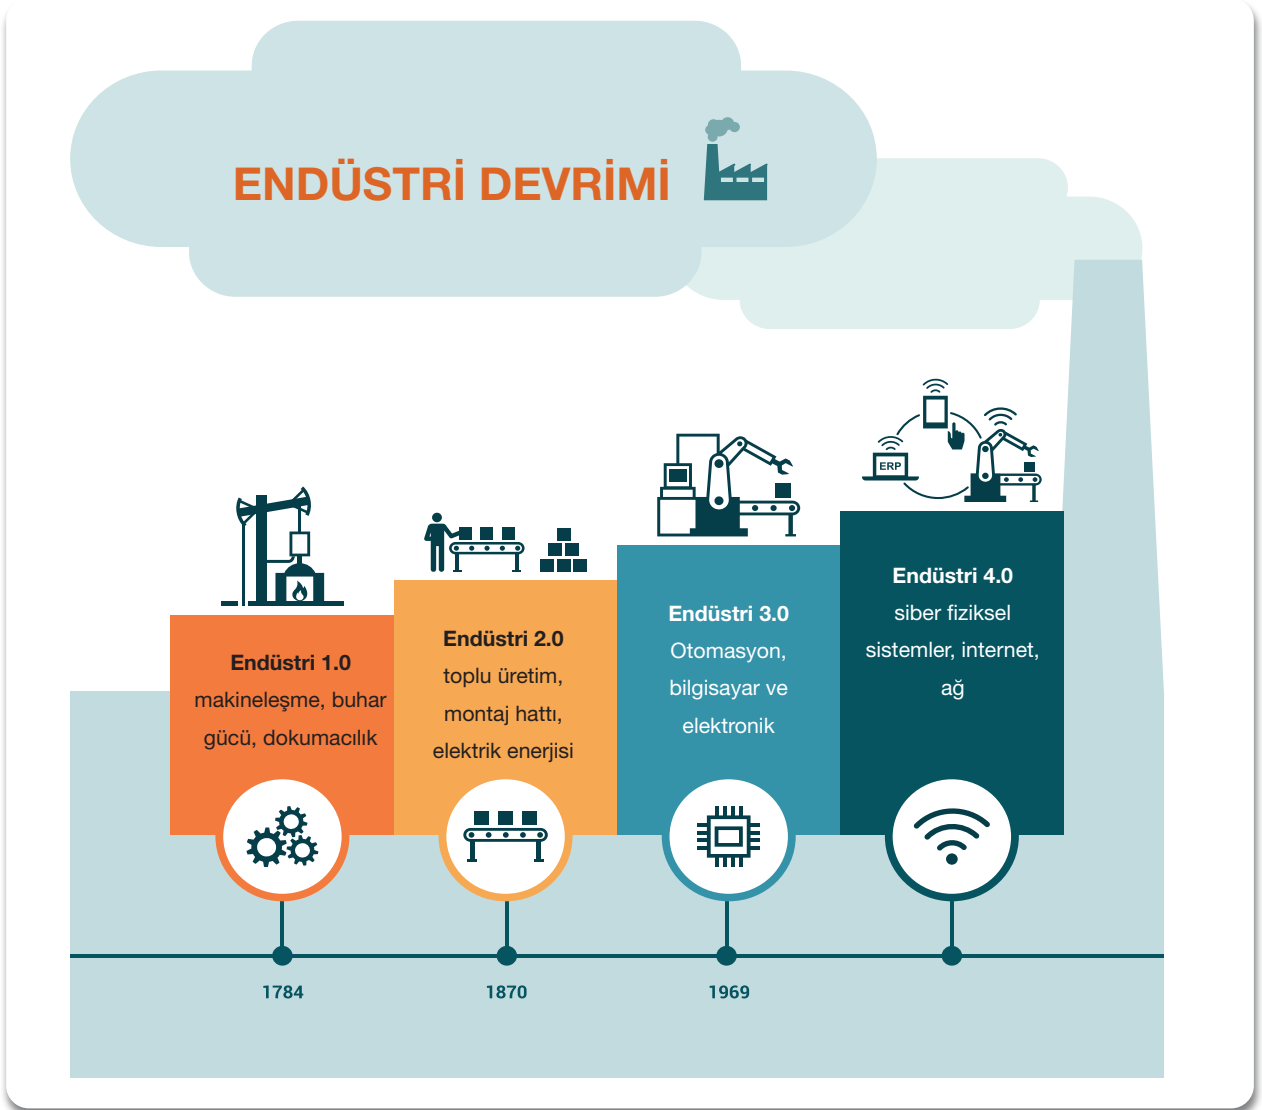 ENDÜSTRİ DEVRİMİ
ERP
Endüstri 1.0
makineleşme, buhar
gücü, dokumacılık
Endüstri 2.0
toplu üretim,
montaj hattı,
elektrik enerjisi
Endüstri 3.0
Otomasyon,
bilgisayar ve
elektronik
Endüstri 4.0
siber fiziksel
sistemler, internet,
ağ
1784
1870
1969